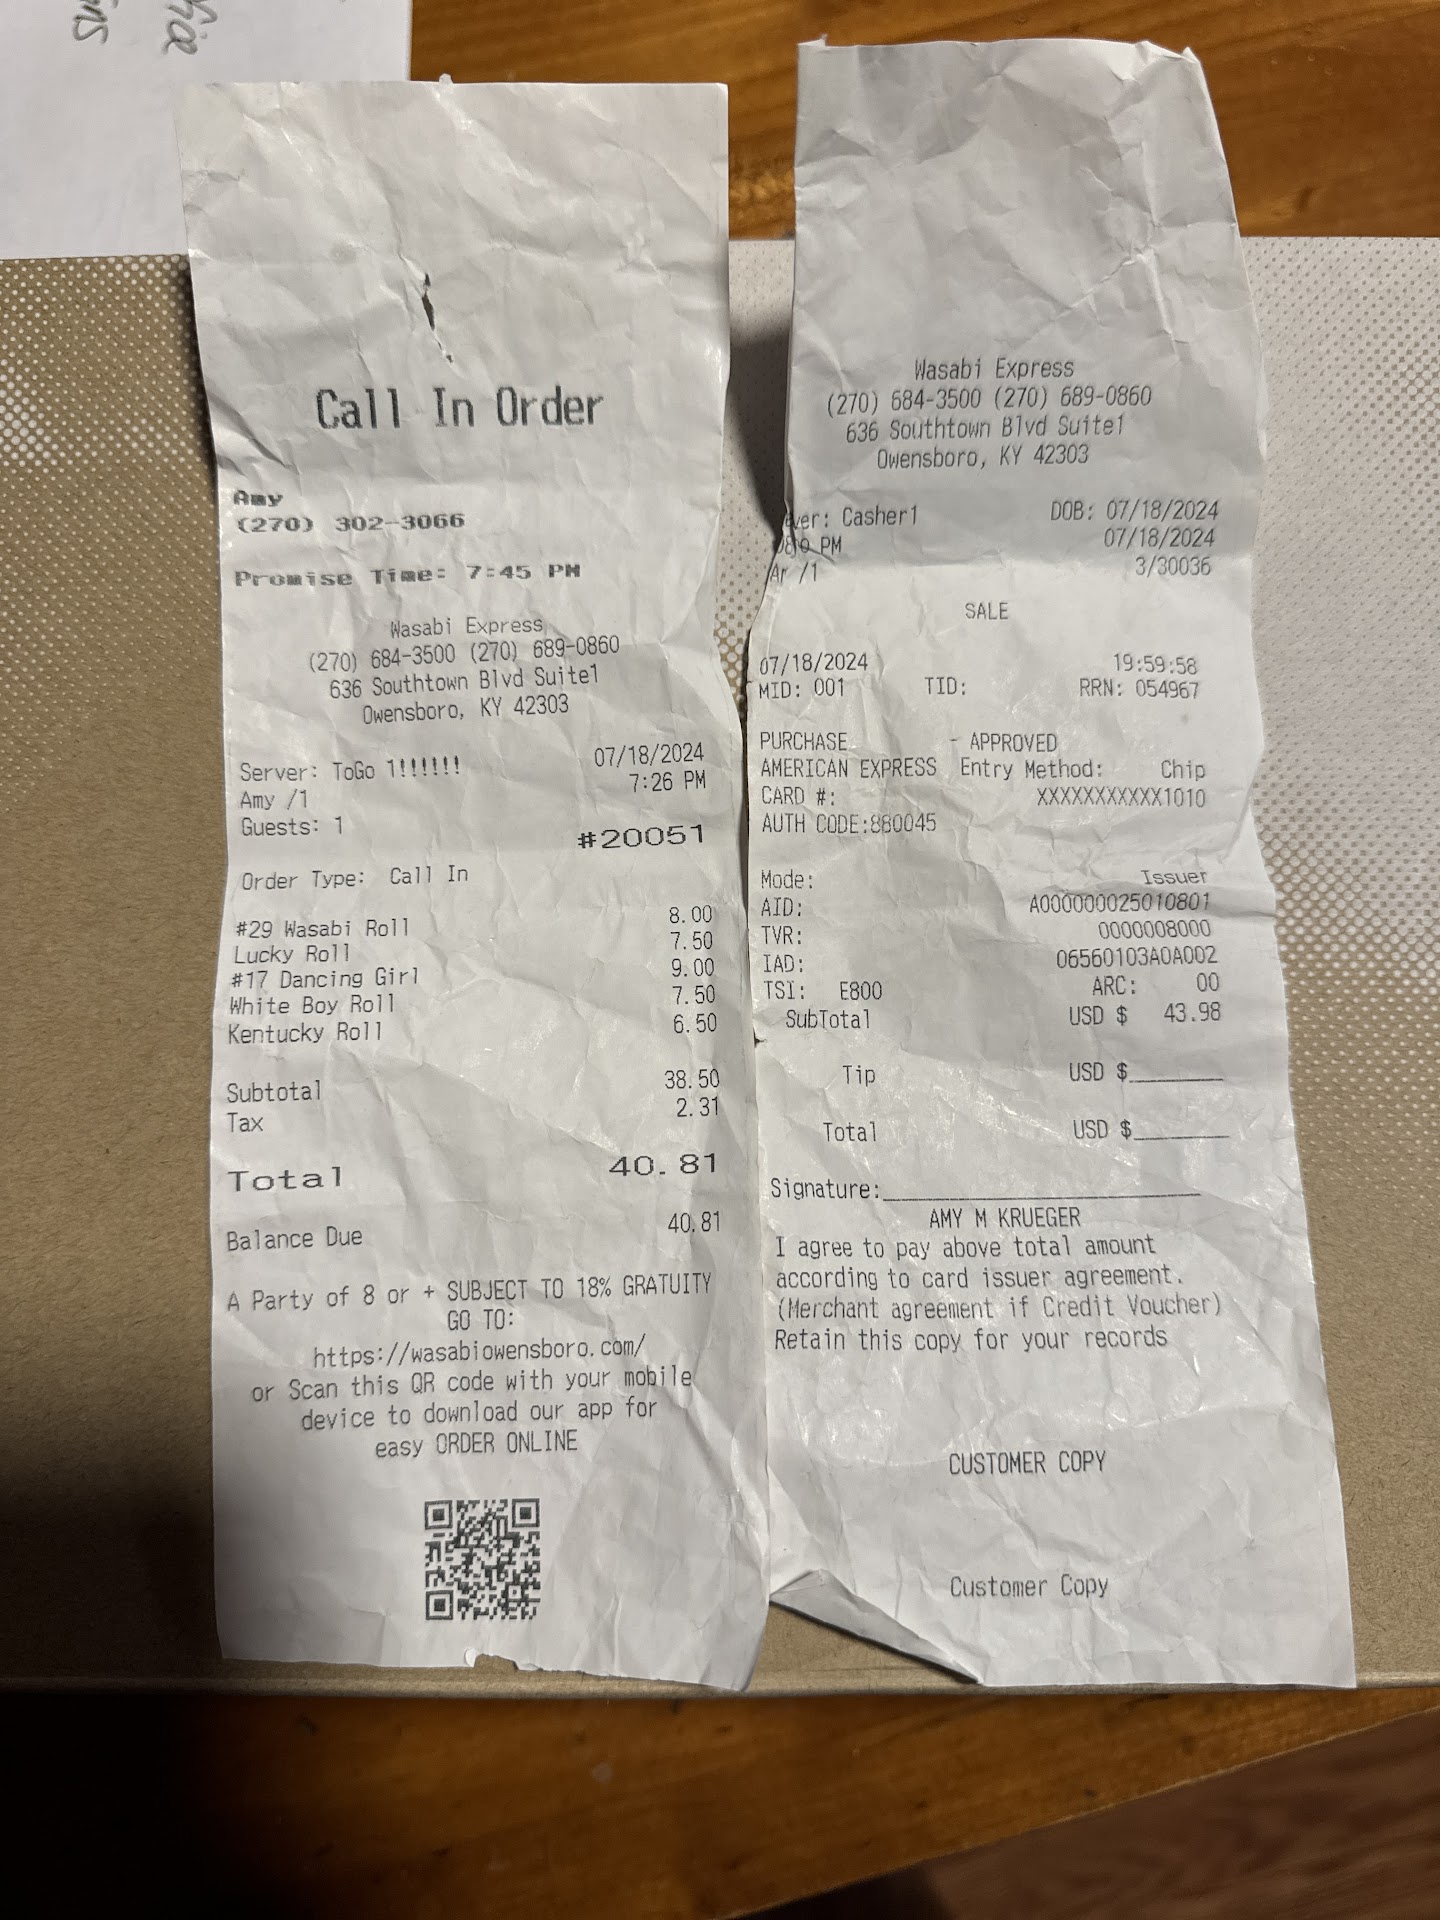 Call In Order
Amy
(270) 302-3066
Promise Time: 7:45 PM
Wasabi Express
(270) 684-3500 (270) 689-0860
636 Southtown Blvd Suite1
Owensboro, KY 42303
Server: ToGo 1!!!!!!! 07/18/2024
Amy /1 7:26 PM
Guests: 1 #20051
Order Type: Call In
#29 Wasabi Roll 8.00
Lucky Roll 7.50
#17 Dancing Girl 9.00
White Boy Roll 7.50
Kentucky Roll 6.50
Subtotal 38.50
Tax 2.31
Total 40.81
Balance Due 40.81
A Party of 8 or + SUBJECT TO 18% GRATUITY
GO TO:
https://wasabiowensboro.com/
or Scan this QR code with your mobile
device to download our app for
easy ORDER ONLINE
Wasabi Express
(270) 684-3500 (270) 689-0860
636 Southtown Blvd Suite1
Owensboro, KY 42303
Casher1 DOB: 07/18/2024
PM 07/18/2024
/1 3/30036
SALE
07/18/2024 19:59:58
MID: 001 TID: RRN: 054967
PURCHASE - APPROVED
AMERICAN EXPRESS Entry Method: Chip
CARD #: XXXXXXXXXXX1010
AUTH CODE:880045
Mode: Issuer
AID: A000000025010801
TVR: 0000008000
IAD: 06560103A0A002
TSI: E800 ARC: 00
SubTotal USD $ 43.98
Tip USD $
Total USD $
Signature:
AMY M KRUEGER
I agree to pay above total amount
according to card issuer agreement.
(Merchant agreement if Credit Voucher)
Retain this copy for your records
CUSTOMER COPY
Customer Copy